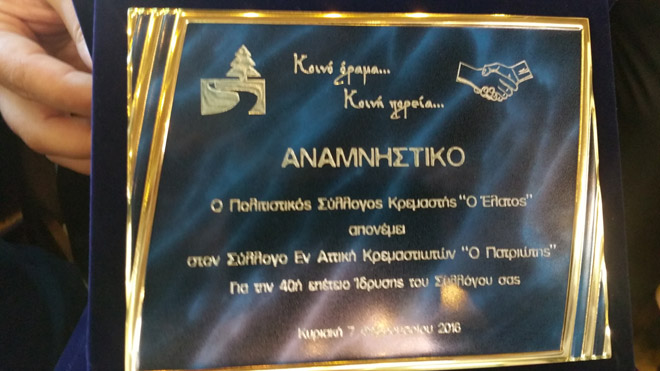 Κοινό όραμα...
Κοινή πορεία...
ΑΝΑΜΝΗΣΤΙΚΟ
Ο Πολιτιστικός Σύλλογος Κρεμαστής "Ο Έλατος"
απονέμει
στον Σύλλογο Εν Αττική Κρεμαστιωτών "Ο Πατριώτης"
Για την 40ή επέτειο Ίδρυσης του Συλλόγου σας
Κυριακή 7 2016